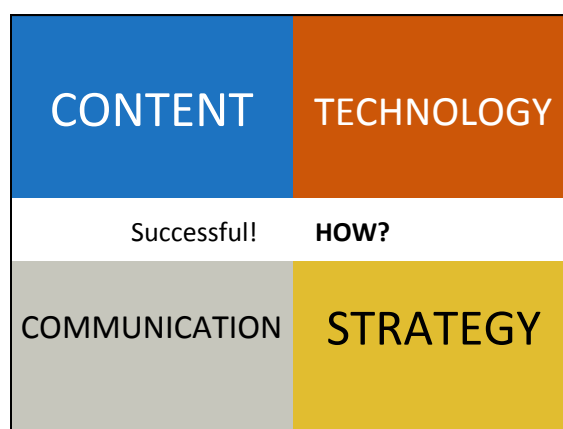 CONTENT TECHNOLOGY
Successful! HOW?
COMMUNICATION STRATEGY